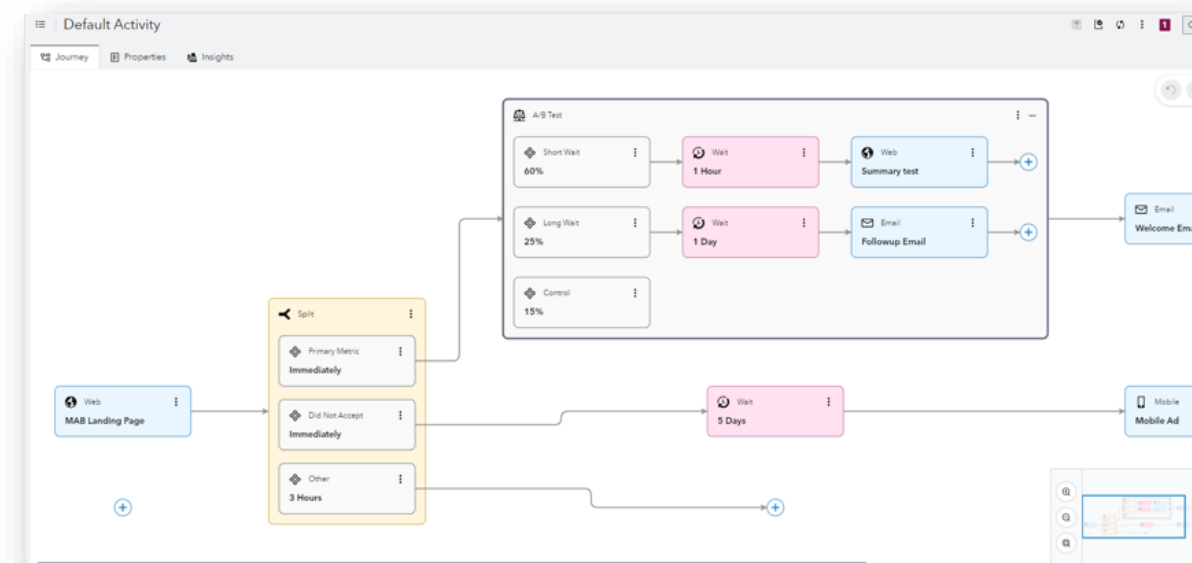 Default Activity
1
Journey
Properties
Insights
A/B Test
Short Wait
60%
Wait
1 Hour
Web
Summary test
Long Wait
25%
Wait
1 Day
Email
Followup Email
Control
15%
Email
Welcome
Split
Primary Metric
Immediately
Did Not Accept
Immediately
Other
3 Hours
Web
MAB Landing Page
Wait
5 Days
Mobile
Mobile Ad